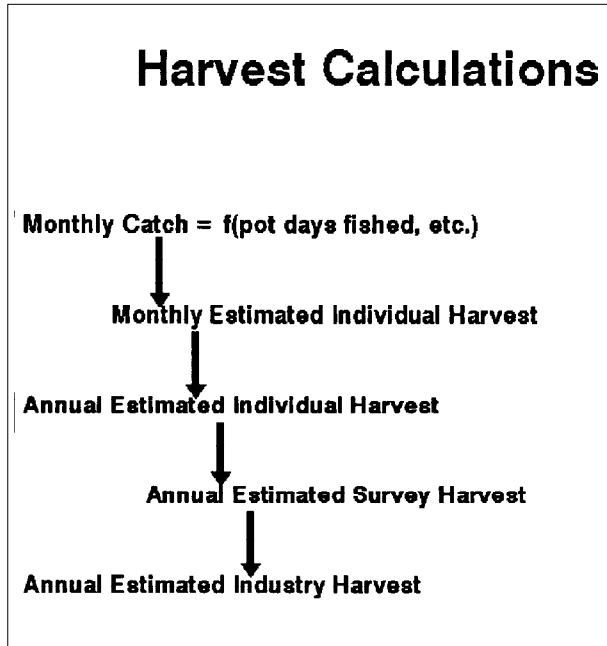 Harvest Calculations
Monthly Catch = f(pot days fished, etc.)
Monthly Estimated Individual Harvest
Annual Estimated Individual Harvest
Annual Estimated Survey Harvest
Annual Estimated Industry Harvest